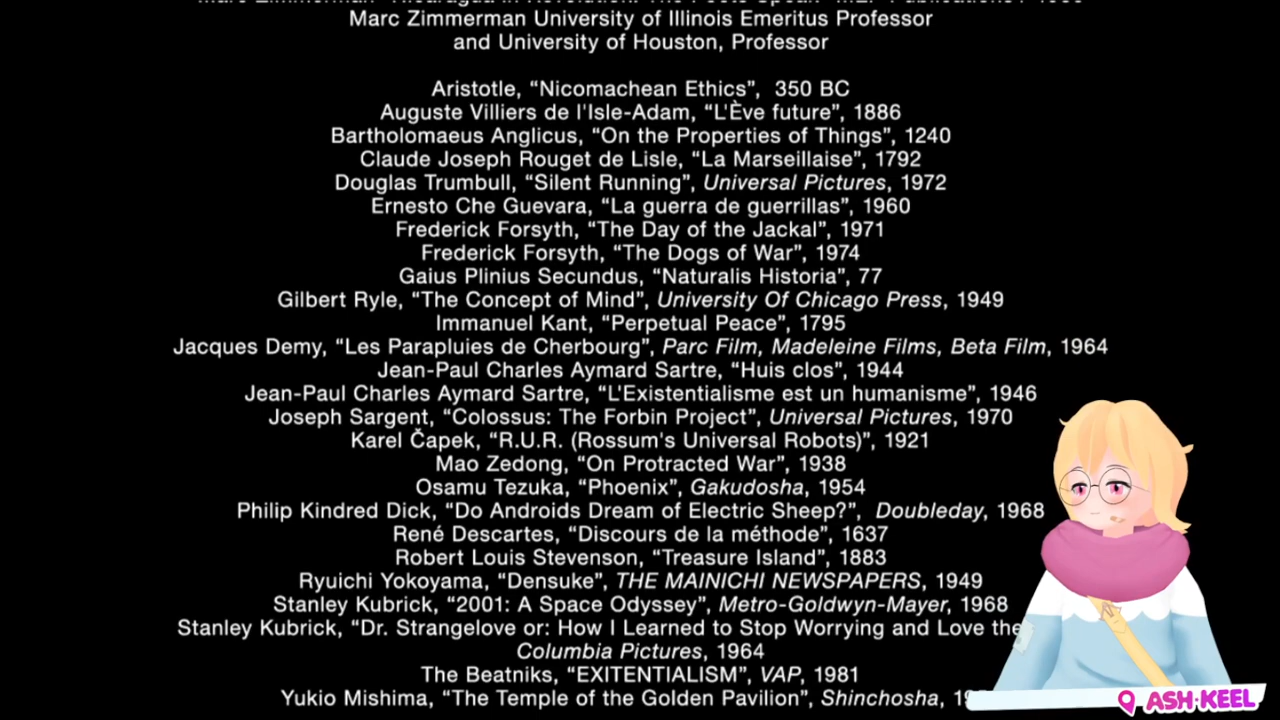 Marc Zimmerman University of Illinois Emeritus Professor
and University of Houston, Professor
Aristotle, “Nicomachean Ethics”,  350 BC
Auguste Villiers de l'Isle-Adam, “L'Ève future”, 1886
Bartholomaeus Anglicus, “On the Properties of Things”, 1240
Claude Joseph Rouget de Lisle, “La Marseillaise”, 1792
Douglas Trumbull, “Silent Running”, Universal Pictures, 1972
Ernesto Che Guevara, “La guerra de guerrillas”, 1960
Frederick Forsyth, “The Day of the Jackal”, 1971
Frederick Forsyth, “The Dogs of War”, 1974
Gaius Plinius Secundus, “Naturalis Historia”, 77
Gilbert Ryle, “The Concept of Mind”, University Of Chicago Press, 1949
Immanuel Kant, “Perpetual Peace”, 1795
Jacques Demy, “Les Parapluies de Cherbourg”, Parc Film, Madeleine Films, Beta Film, 1964
Jean-Paul Charles Aymard Sartre, “Huis clos”, 1944
Jean-Paul Charles Aymard Sartre, “L'Existentialisme est un humanisme”, 1946
Joseph Sargent, “Colossus: The Forbin Project”, Universal Pictures, 1970
Karel Čapek, “R.U.R. (Rossum's Universal Robots)”, 1921
Mao Zedong, “On Protracted War”, 1938
Osamu Tezuka, “Phoenix”, Gakudosha, 1954
Philip Kindred Dick, “Do Androids Dream of Electric Sheep?”,  Doubleday, 1968
René Descartes, “Discours de la méthode”, 1637
Robert Louis Stevenson, “Treasure Island”, 1883
Ryuichi Yokoyama, “Densuke”, THE MAINICHI NEWSPAPERS, 1949
Stanley Kubrick, “2001: A Space Odyssey”, Metro-Goldwyn-Mayer, 1968
Stanley Kubrick, “Dr. Strangelove or: How I Learned to Stop Worrying and Love the
Columbia Pictures, 1964
The Beatniks, “EXITENTIALISM”, VAP, 1981
Yukio Mishima, “The Temple of the Golden Pavilion”, Shinchosha,
ASH KEEL